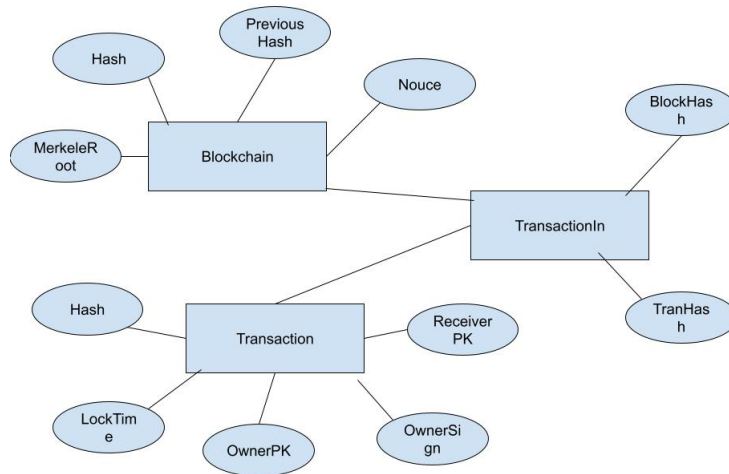 Previous
Hash
Hash
Nouce
BlockHas
h
MerkeleR
oot
Blockchain
TransactionIn
Hash
Transaction
Receiver
PK
TranHas
h
LockTim
e
OwnerPK
OwnerSi
gn